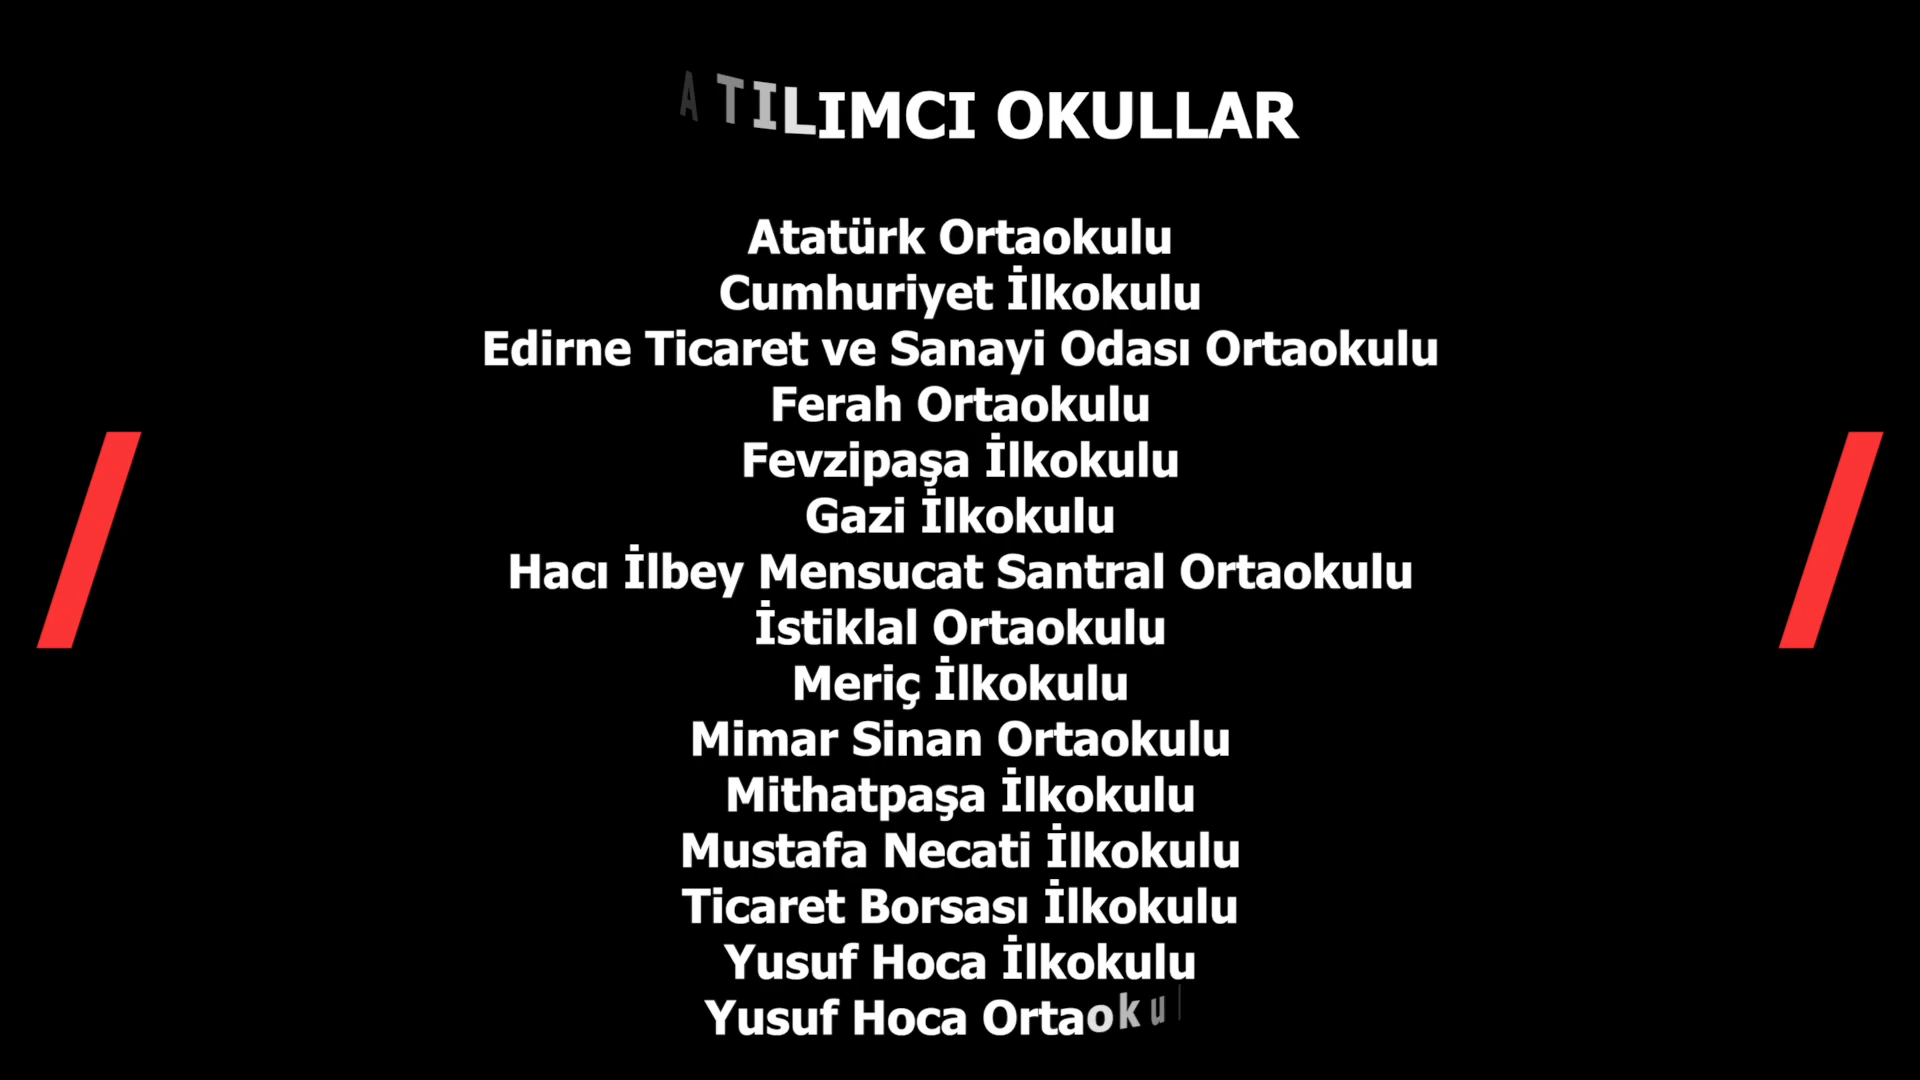 ATILIMCI OKULLAR
Atatürk Ortaokulu
Cumhuriyet İlkokulu
Edirne Ticaret ve Sanayi Odası Ortaokulu
Ferah Ortaokulu
Fevzipaşa İlkokulu
Gazi İlkokulu
Hacı İlbey Mensucat Santral Ortaokulu
İstiklal Ortaokulu
Meriç İlkokulu
Mimar Sinan Ortaokulu
Mithatpaşa İlkokulu
Mustafa Necati İlkokulu
Ticaret Borsası İlkokulu
Yusuf Hoca İlkokulu
Yusuf Hoca Ortaokul